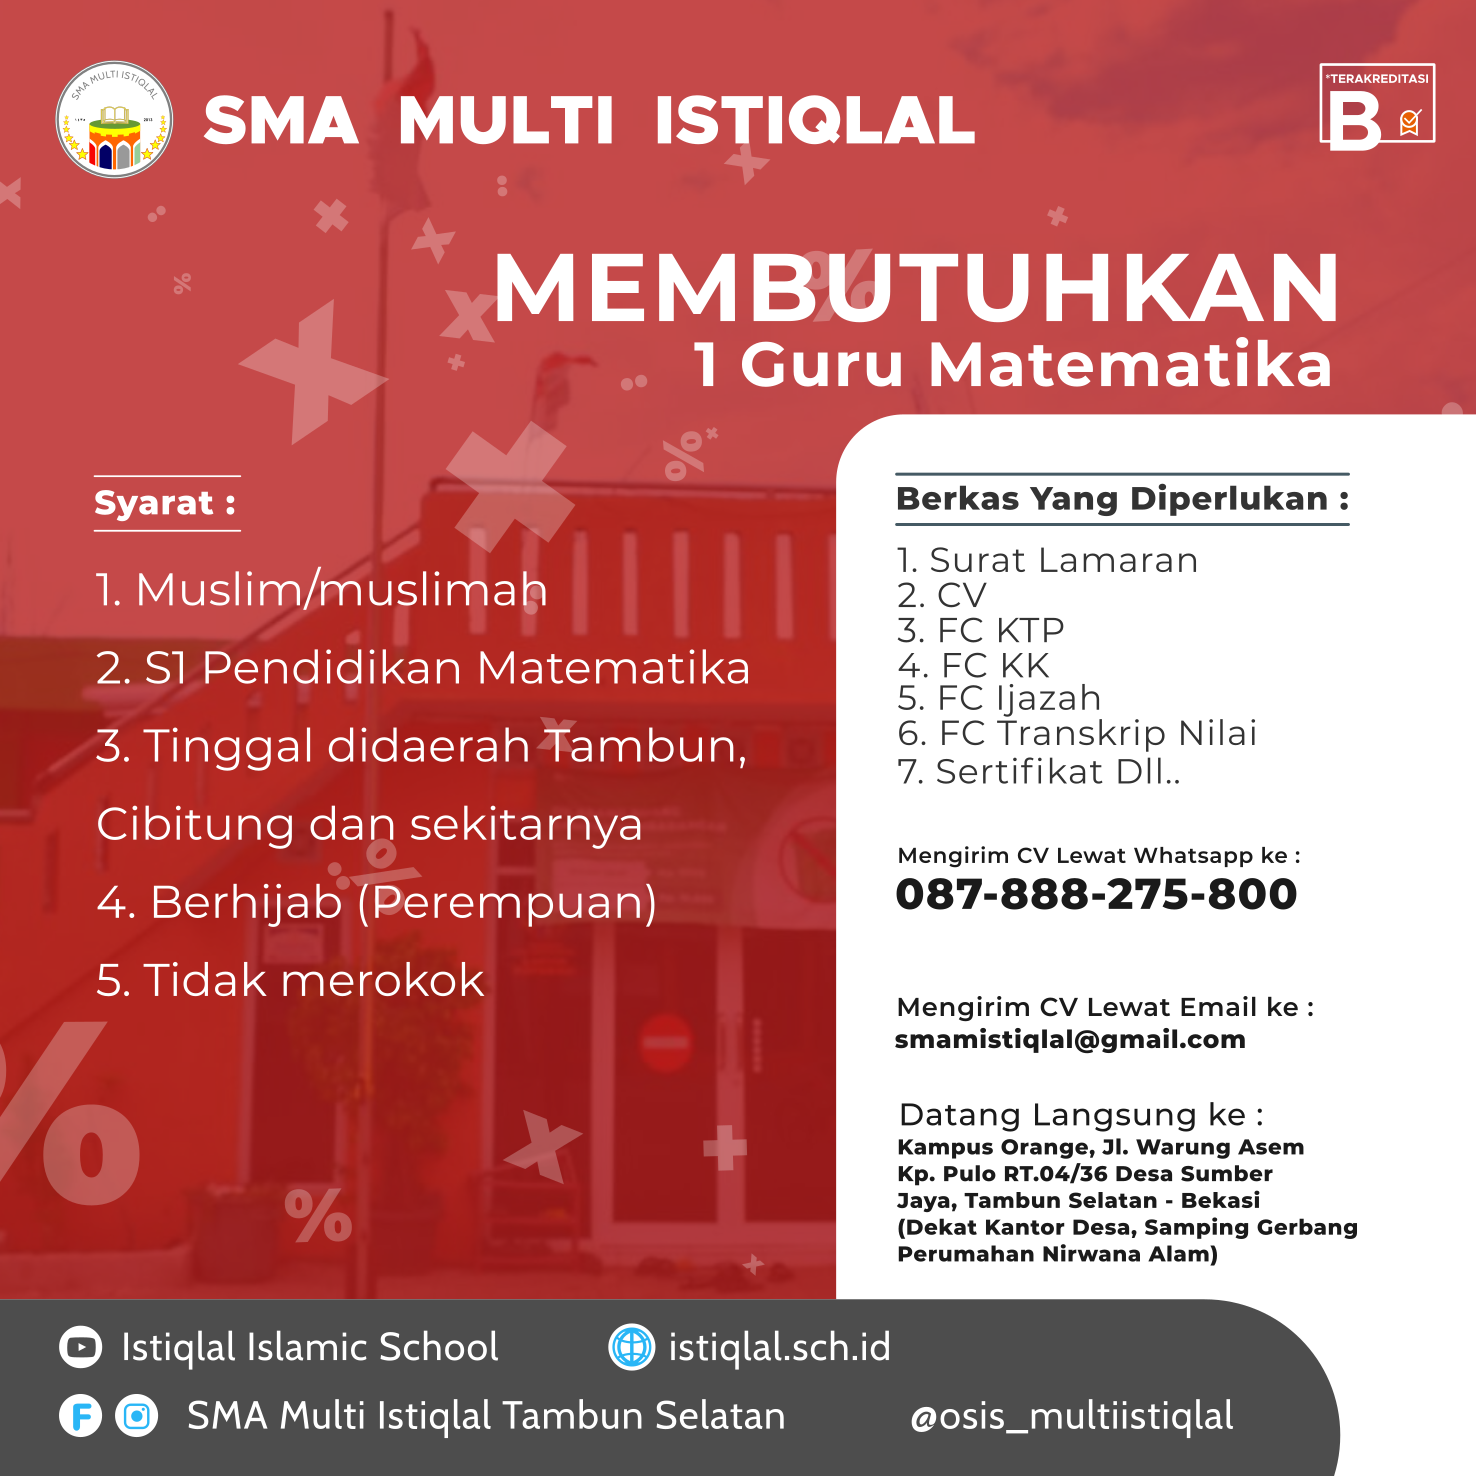 SMA MULTI ISTIQLAL
SMA MULTI ISTIQLAL
*TERAKREDITASI
B
MEMBUTUHKAN
1 Guru Matematika
Syarat :
1. Muslim/muslimah
2. S1 Pendidikan Matematika
3. Tinggal didaerah Tambun,
Cibitung dan sekitarnya
4. Berhijab (Perempuan)
5. Tidak merokok
Berkas Yang Diperlukan :
1. Surat Lamaran
2. CV
3. FC KTP
4. FC KK
5. FC Ijazah
6. FC Transkrip Nilai
7. Sertifikat Dll..
Mengirim CV Lewat Whatsapp ke :
087-888-275-800
Mengirim CV Lewat Email ke :
smamistiqlal@gmail.com
Datang Langsung ke :
Kampus Orange, Jl. Warung Asem
Kp. Pulo RT.04/36 Desa Sumber
Jaya, Tambun Selatan - Bekasi
(Dekat Kantor Desa, Samping Gerbang
Perumahan Nirwana Alam)
Istiqlal Islamic School
istiqlal.sch.id
SMA Multi Istiqlal Tambun Selatan
@osis_multiistiqlal